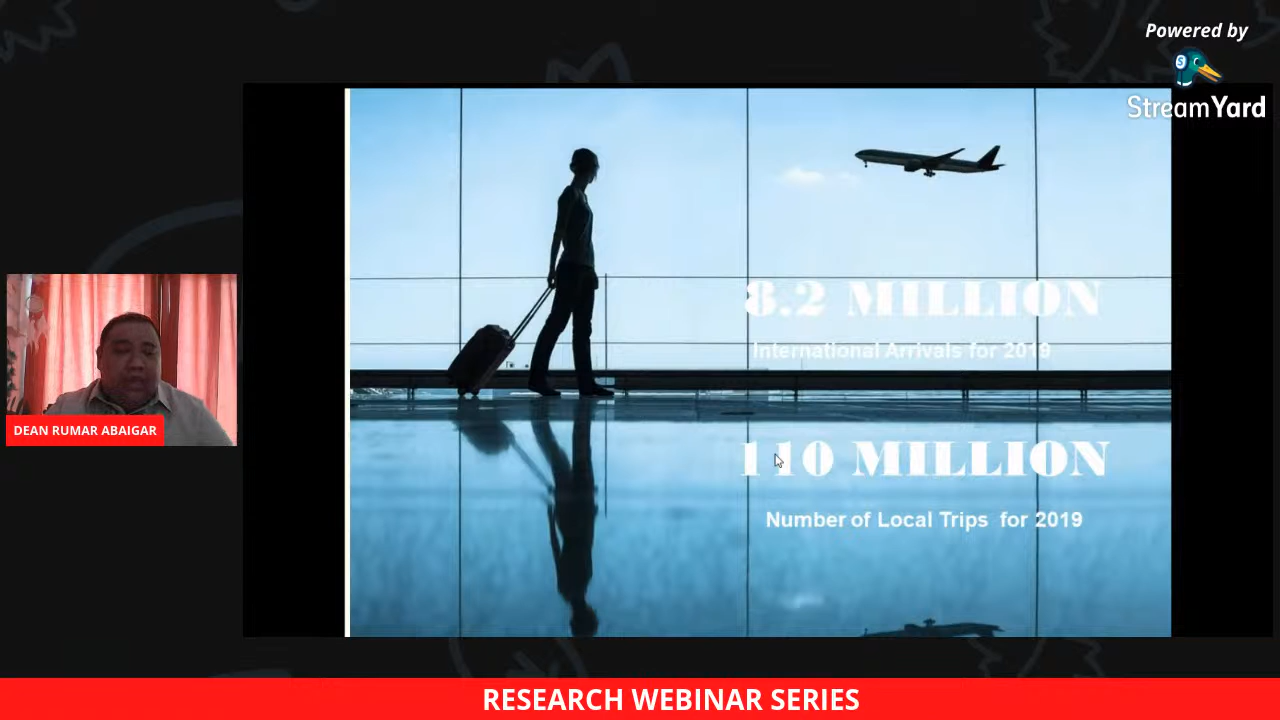 Powered by
StreamYard
8.2 MILLION
International Arrivals for 2019
110 MILLION
Number of Local Trips for 2019
DEAN RUMAR ABAIGAR
RESEARCH WEBINAR SERIES